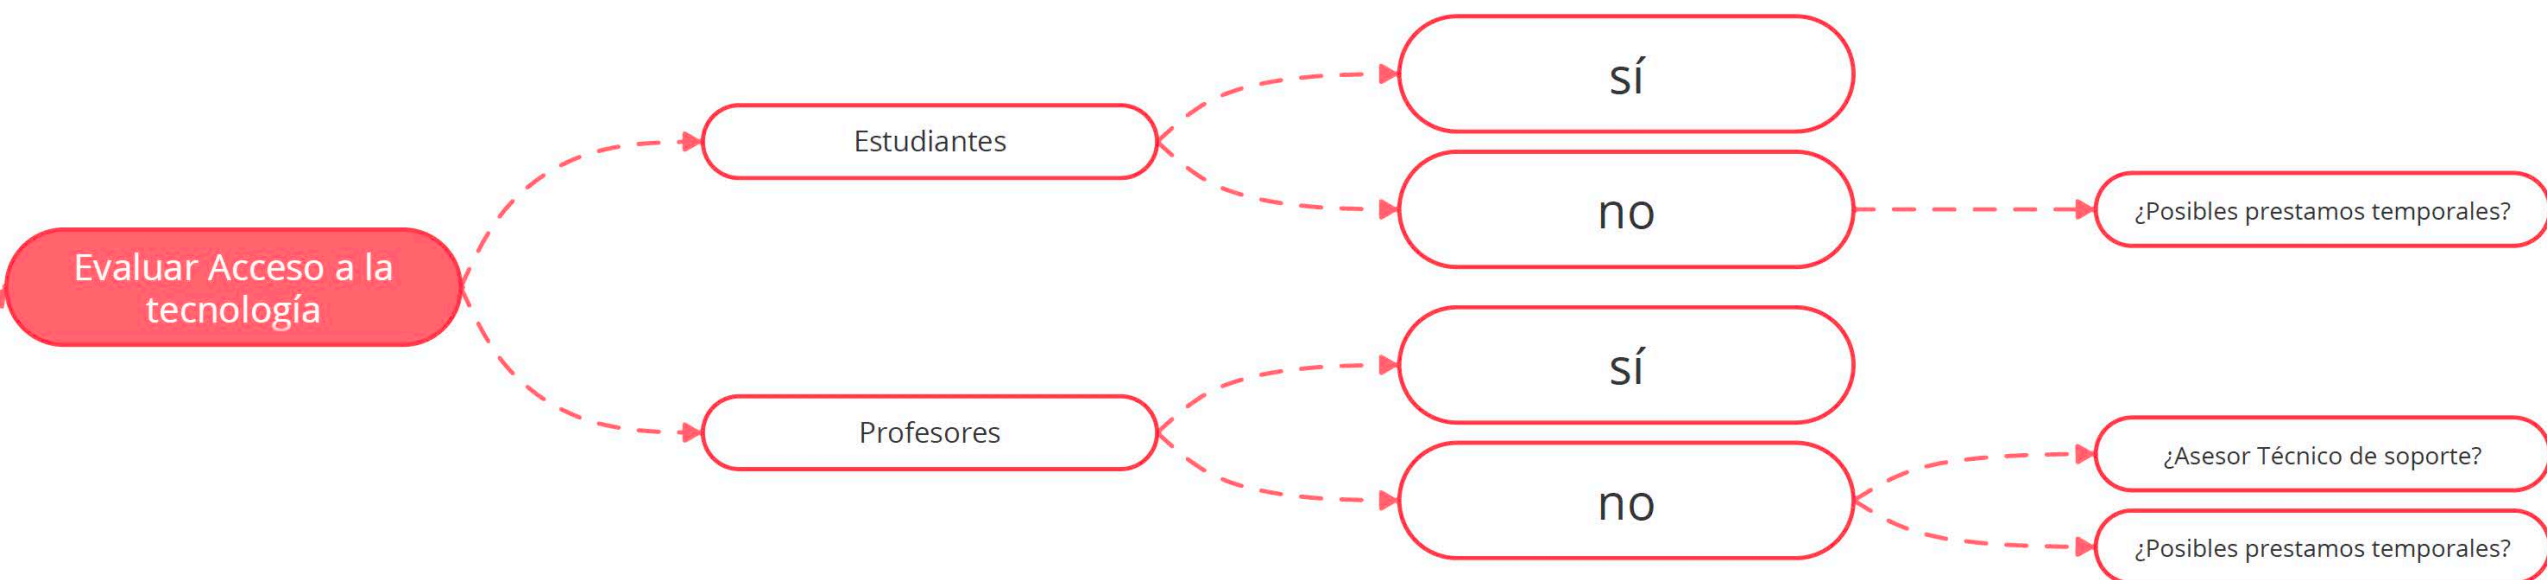 Evaluar Acceso a la
tecnología
Estudiantes
sí
no
¿Posibles prestamos temporales?
Profesores
sí
no
¿Asesor Técnico de soporte?
¿Posibles prestamos temporales?